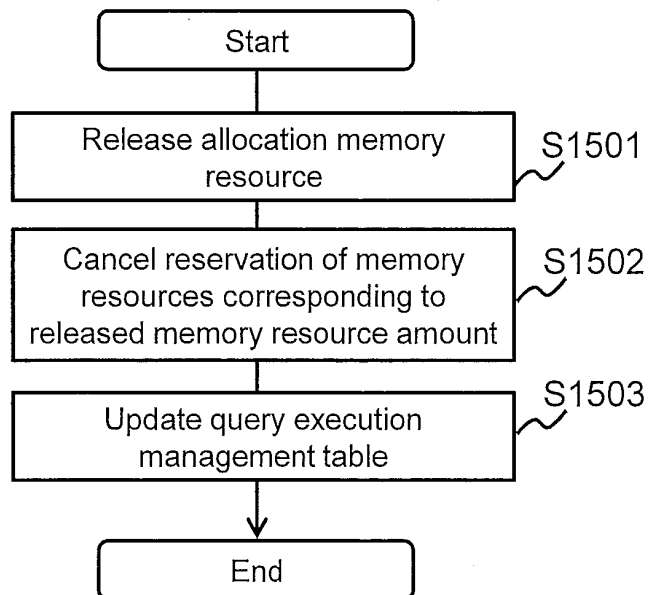 Start
Release allocation memory
resource
S1501
Cancel reservation of memory
resources corresponding to
released memory resource amount
S1502
Update query execution
management table
S1503
End